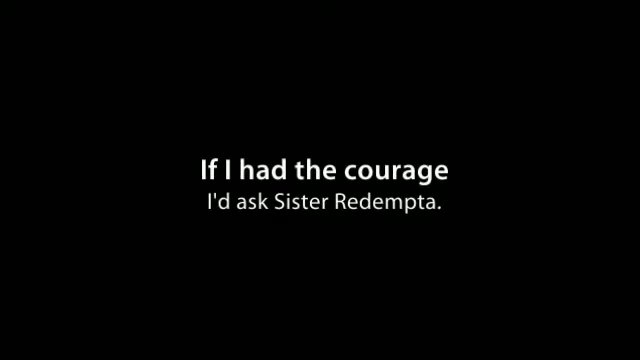 If I had the courage
I'd ask Sister Redempta.